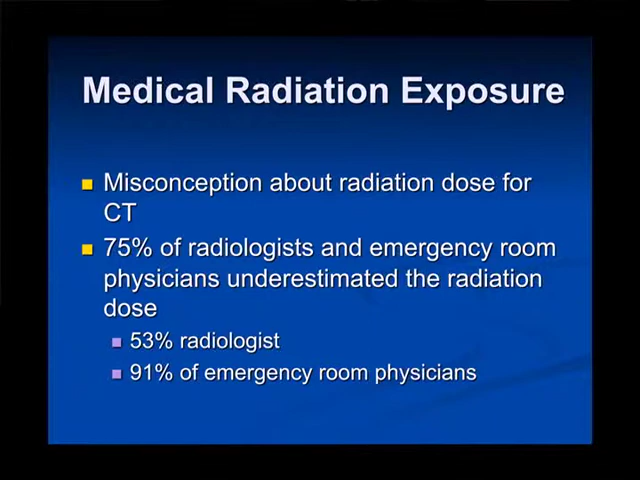 Medical Radiation Exposure
Misconception about radiation dose for
CT
75% of radiologists and emergency room
physicians underestimated the radiation
dose
53% radiologist
91% of emergency room physicians